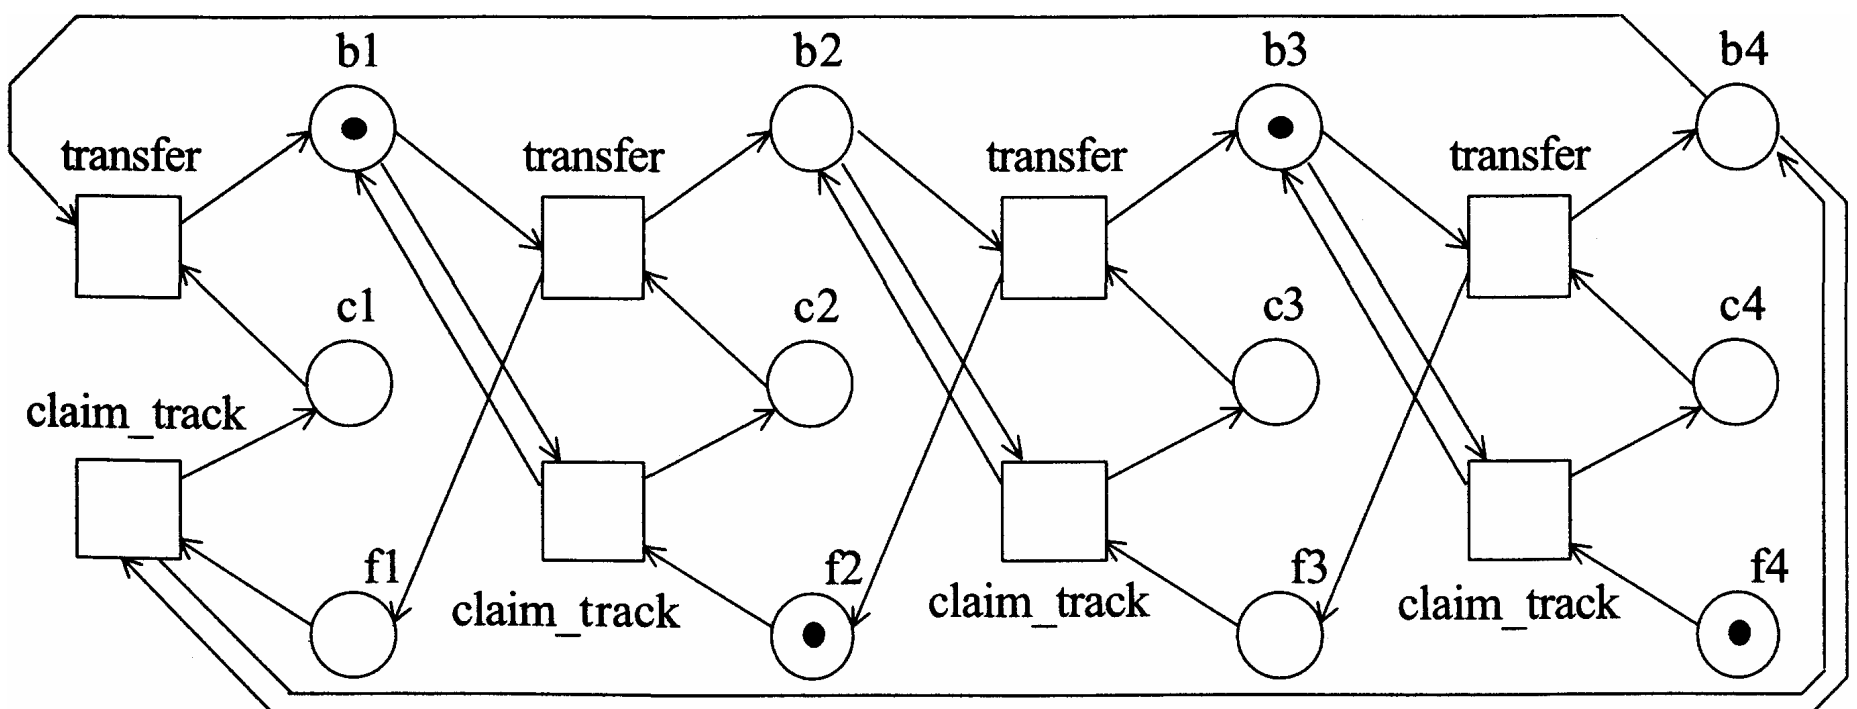 b1 b2 b3 b4
transfer transfer transfer transfer
c1 c2 c3 c4
claim_track
f1 f2 f3 f4
claim_track claim_track claim_track